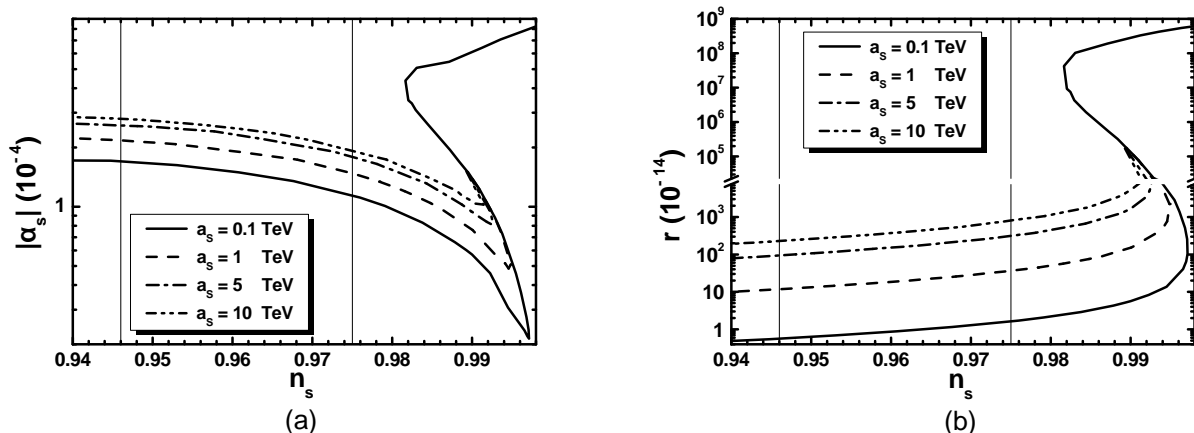 |α_s| (10^-4)
1
a_s = 0.1 TeV
a_s = 1 TeV
a_s = 5 TeV
a_s = 10 TeV
0.94 0.95 0.96 0.97 0.98 0.99
n_s
(a)
r (10^-14)
10^9
10^8
10^7
10^6
10^5
10^3
10^2
10
1
a_s = 0.1 TeV
a_s = 1 TeV
a_s = 5 TeV
a_s = 10 TeV
0.94 0.95 0.96 0.97 0.98 0.99
n_s
(b)